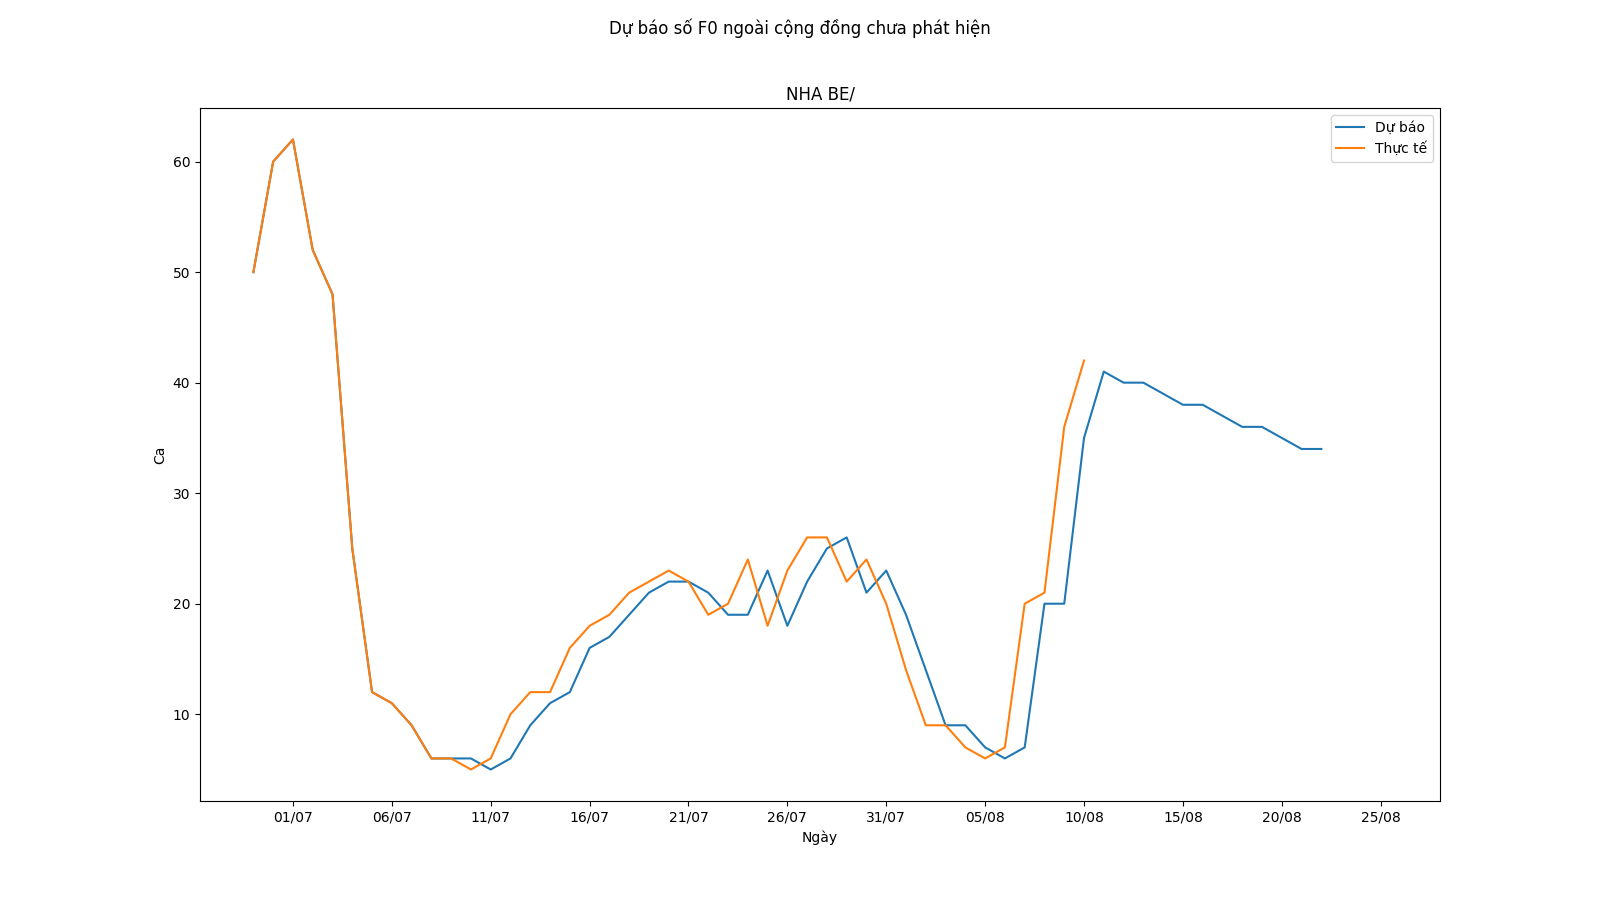 Dự báo số F0 ngoài cộng đồng chưa phát hiện
NHA BE/
Dự báo
Thực tế
60
50
40
30
20
10
Ca
01/07 06/07 11/07 16/07 21/07 26/07 31/07 05/08 10/08 15/08 20/08 25/08
Ngày